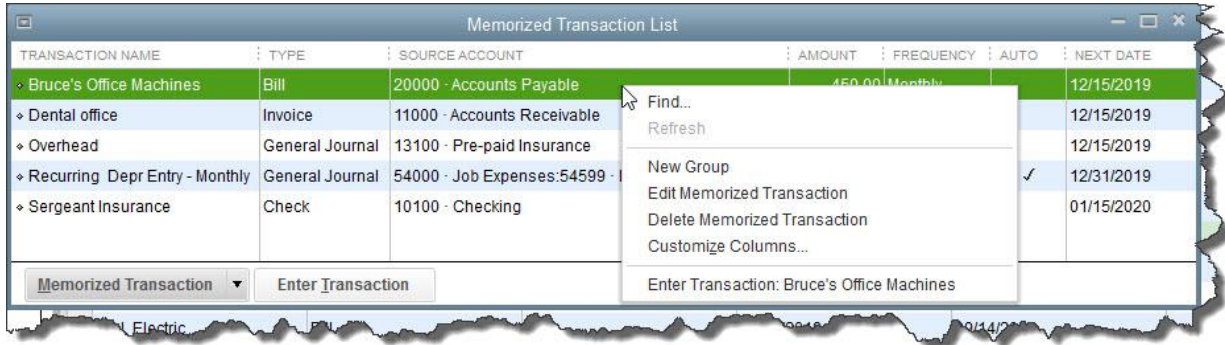 Memorized Transaction List
TRANSACTION NAME TYPE SOURCE ACCOUNT AMOUNT FREQUENCY AUTO NEXT DATE
Bruce's Office Machines Bill 20000 · Accounts Payable 450.00 Monthly 12/15/2019
Dental office Invoice 11000 · Accounts Receivable 12/15/2019
Overhead General Journal 13100 · Pre-paid Insurance 12/15/2019
Recurring Depr Entry - Monthly General Journal 54000 · Job Expenses:54599 · ✓ 12/31/2019
Sergeant Insurance Check 10100 · Checking 01/15/2020
Find...
Refresh
New Group
Edit Memorized Transaction
Delete Memorized Transaction
Customize Columns...
Enter Transaction: Bruce's Office Machines
Memorized Transaction Enter Transaction
Electric